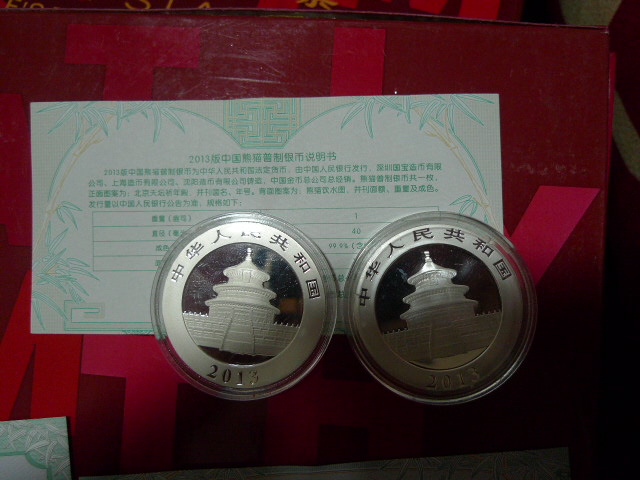 2013版中国熊猫普制银币说明书
2013版中国熊猫普制银币为中华人民共和国法定货币，由中国人民银行发行，深圳国宝造币有限
公司、上海造币有限公司、沈阳造币有限公司铸造，中国金币总公司总经销。熊猫普制银币共一枚，
正面图案为：北京天坛祈年殿，并刊国名、年号。背面图案为：熊猫饮水图，并刊面额、重量及成色。
发行量以中国人民银行公告为准，规格如下：
重量（盎司） 1
直径（毫米） 40
成色 99.9%
中华人民共和国
2013
中华人民共和国
2013